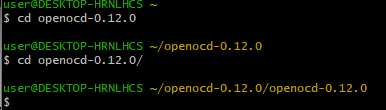 user@DESKTOP-HRNLHCS ~
$ cd openocd-0.12.0
user@DESKTOP-HRNLHCS ~/openocd-0.12.0
$ cd openocd-0.12.0/
user@DESKTOP-HRNLHCS ~/openocd-0.12.0/openocd-0.12.0
$